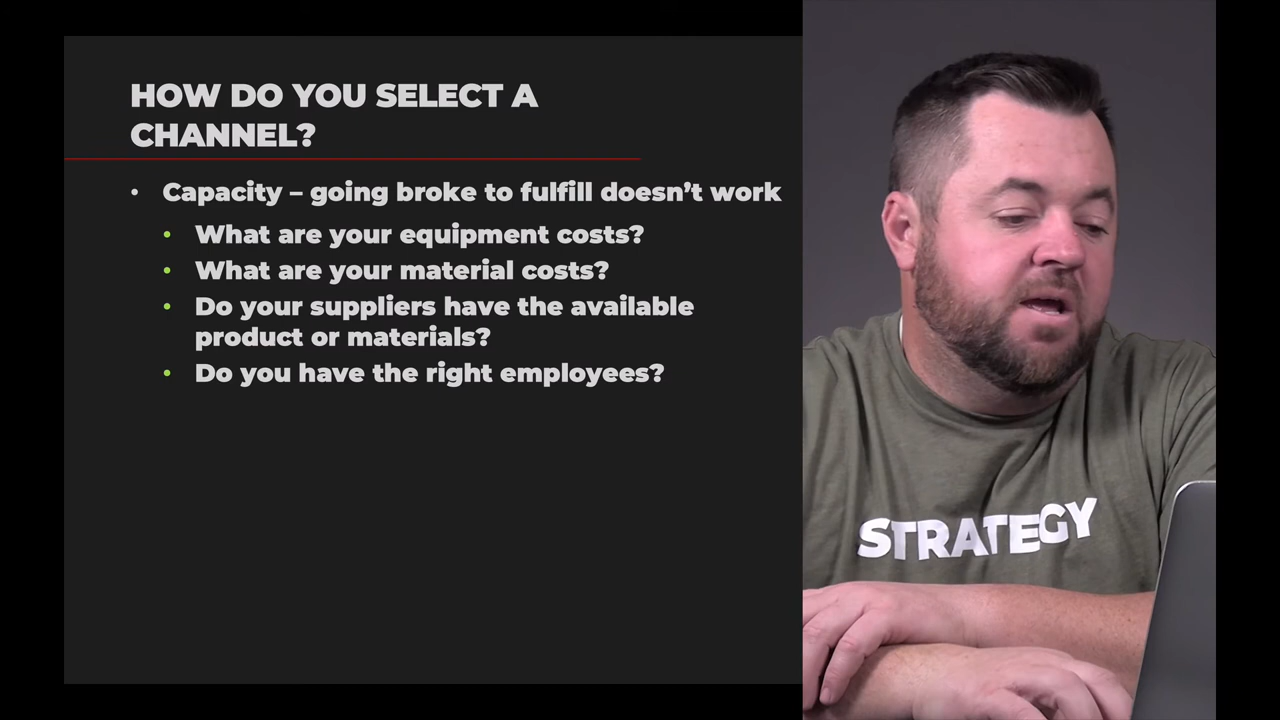 HOW DO YOU SELECT A
CHANNEL?
• Capacity – going broke to fulfill doesn’t work
• What are your equipment costs?
• What are your material costs?
• Do your suppliers have the available
product or materials?
• Do you have the right employees?
STRATEGY